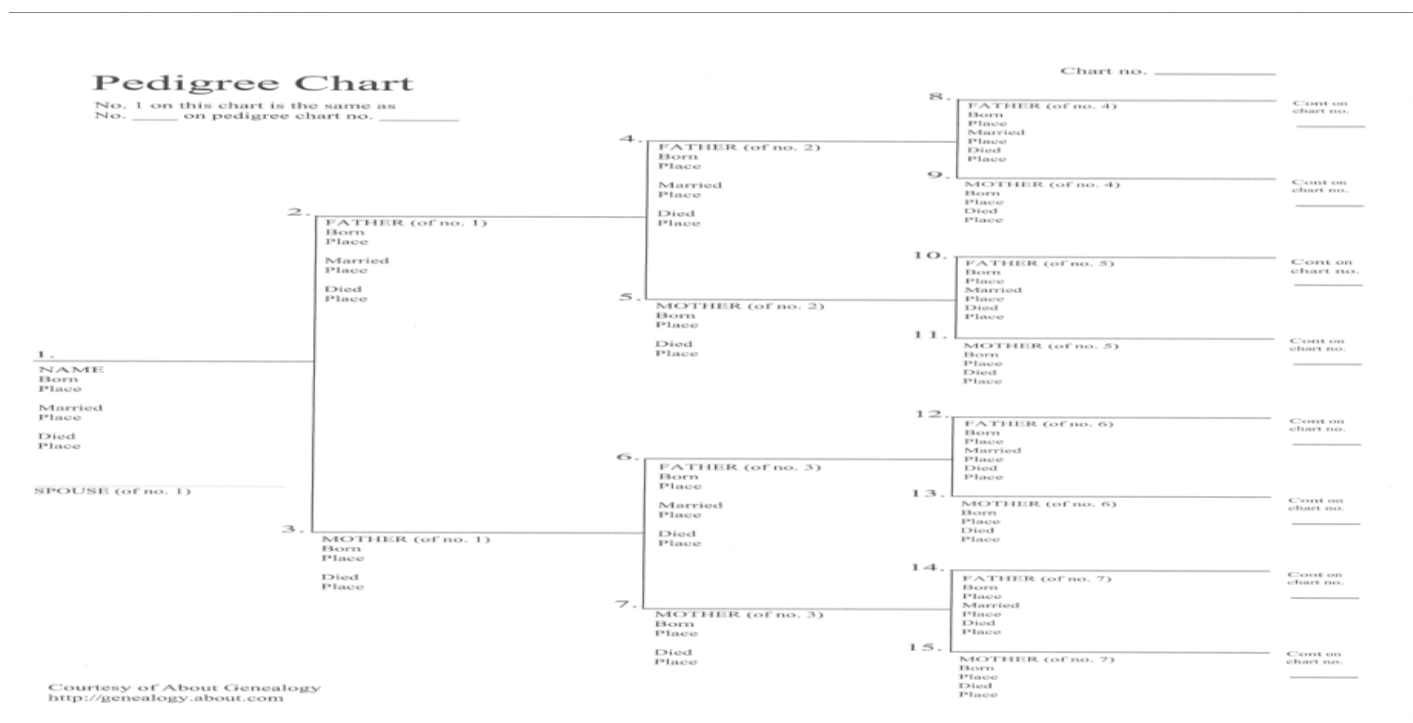 Pedigree Chart
No. 1 on this chart is the same as
No. _____ on pedigree chart no. _________
Chart no. _____________
1.
NAME
Born
Place
Married
Place
Died
Place
SPOUSE (of no. 1)
2.
FATHER (of no. 1)
Born
Place
Married
Place
Died
Place
3.
MOTHER (of no. 1)
Born
Place
Died
Place
4.
FATHER (of no. 2)
Born
Place
Married
Place
Died
Place
5.
MOTHER (of no. 2)
Born
Place
Died
Place
6.
FATHER (of no. 3)
Born
Place
Married
Place
Died
Place
7.
MOTHER (of no. 3)
Born
Place
Died
Place
8.
FATHER (of no. 4)
Born
Place
Married
Place
Died
Place
Cont on
chart no.
9.
MOTHER (of no. 4)
Born
Place
Died
Place
Cont on
chart no.
10.
FATHER (of no. 5)
Born
Place
Married
Place
Died
Place
Cont on
chart no.
11.
MOTHER (of no. 5)
Born
Place
Died
Place
Cont on
chart no.
12.
FATHER (of no. 6)
Born
Place
Married
Place
Died
Place
Cont on
chart no.
13.
MOTHER (of no. 6)
Born
Place
Died
Place
Cont on
chart no.
14.
FATHER (of no. 7)
Born
Place
Married
Place
Died
Place
Cont on
chart no.
15.
MOTHER (of no. 7)
Born
Place
Died
Place
Cont on
chart no.
Courtesy of About Genealogy
http://genealogy.about.com